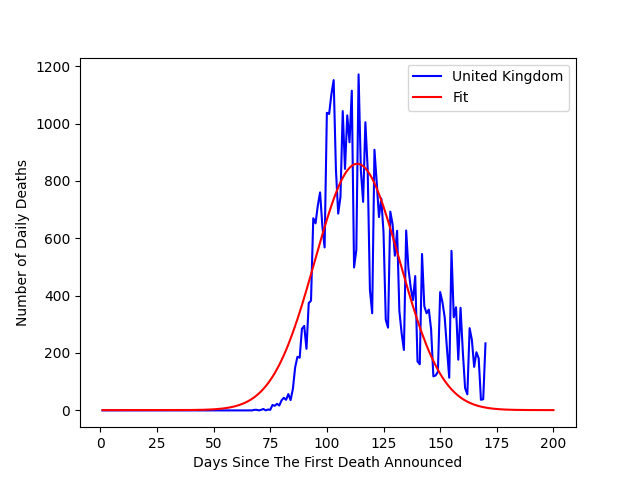 United Kingdom
Fit
Number of Daily Deaths
1200
1000
800
600
400
200
0
0 25 50 75 100 125 150 175 200
Days Since The First Death Announced